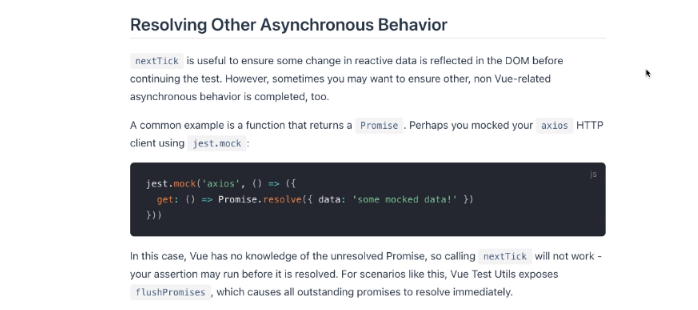 Resolving Other Asynchronous Behavior
nextTick is useful to ensure some change in reactive data is reflected in the DOM before
continuing the test. However, sometimes you may want to ensure other, non Vue-related
asynchronous behavior is completed, too.
A common example is a function that returns a Promise . Perhaps you mocked your axios HTTP
client using jest.mock :
js
jest.mock('axios', () => ({
  get: () => Promise.resolve({ data: 'some mocked data!' })
}))
In this case, Vue has no knowledge of the unresolved Promise, so calling nextTick will not work -
your assertion may run before it is resolved. For scenarios like this, Vue Test Utils exposes
flushPromises , which causes all outstanding promises to resolve immediately.